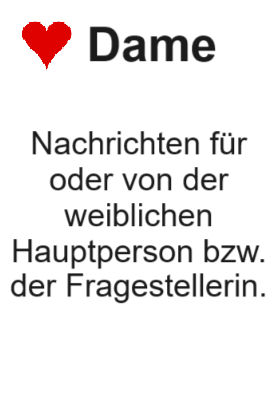 Dame
Nachrichten für
oder von der
weiblichen
Hauptperson bzw.
der Fragestellerin.